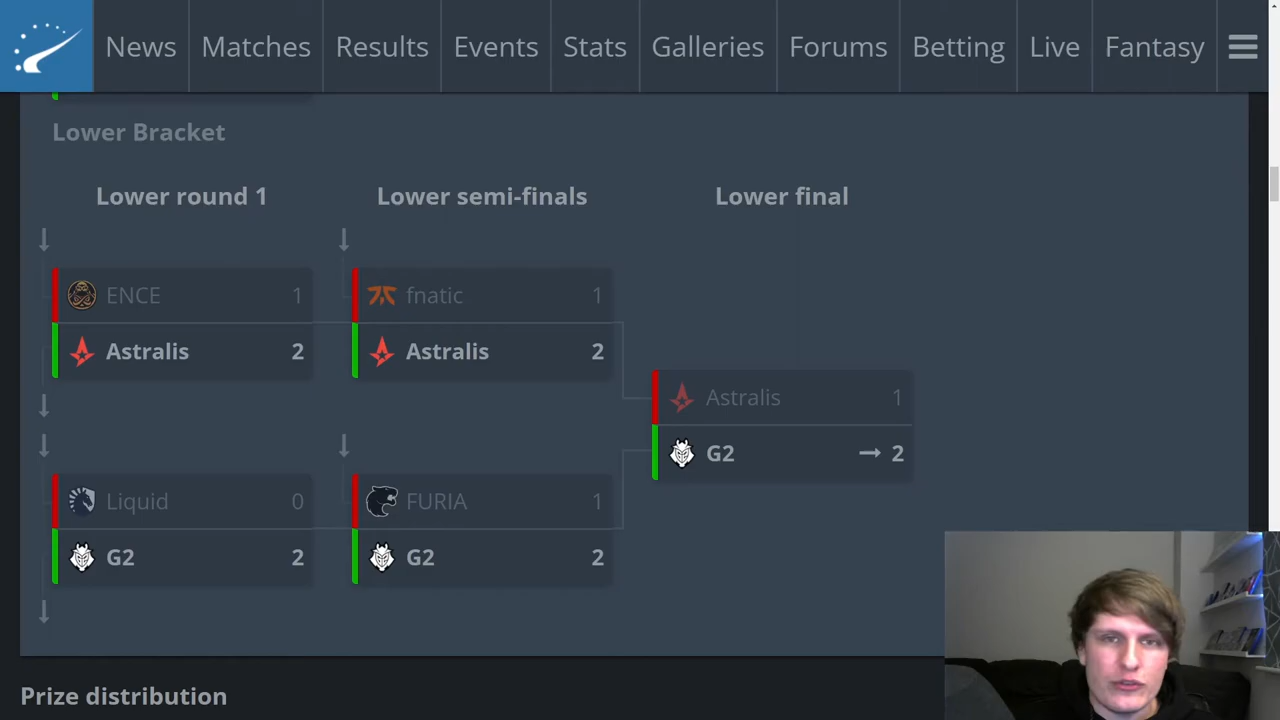 News Matches Results Events Stats Galleries Forums Betting Live Fantasy
Lower Bracket
Lower round 1 Lower semi-finals Lower final
ENCE 1
Astralis 2
fnatic 1
Astralis 2
Astralis 1
G2 → 2
Liquid 0
G2 2
FURIA 1
G2 2
Prize distribution